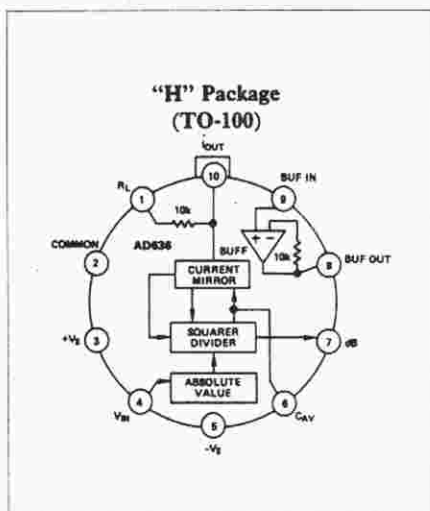 “H” Package
(TO-100)
IOUT
10
RL
1
BUF IN
9
10k
COMMON
2
AD636
BUFF
+ −
10k
8
BUF OUT
CURRENT
MIRROR
+VS
3
SQUARER
DIVIDER
7
dB
ABSOLUTE
VALUE
4
VIN
6
CAV
5
-VS